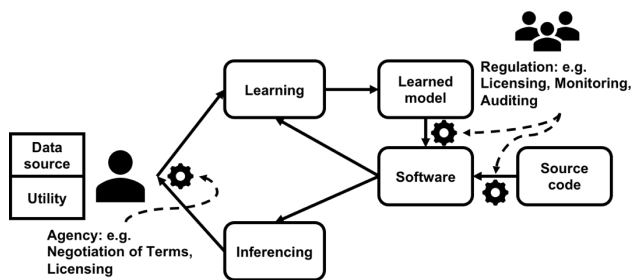 Regulation: e.g.
Licensing, Monitoring,
Auditing
Learning
Learned
model
Data
source
Utility
Software
Source
code
Agency: e.g.
Negotiation of Terms,
Licensing
Inferencing